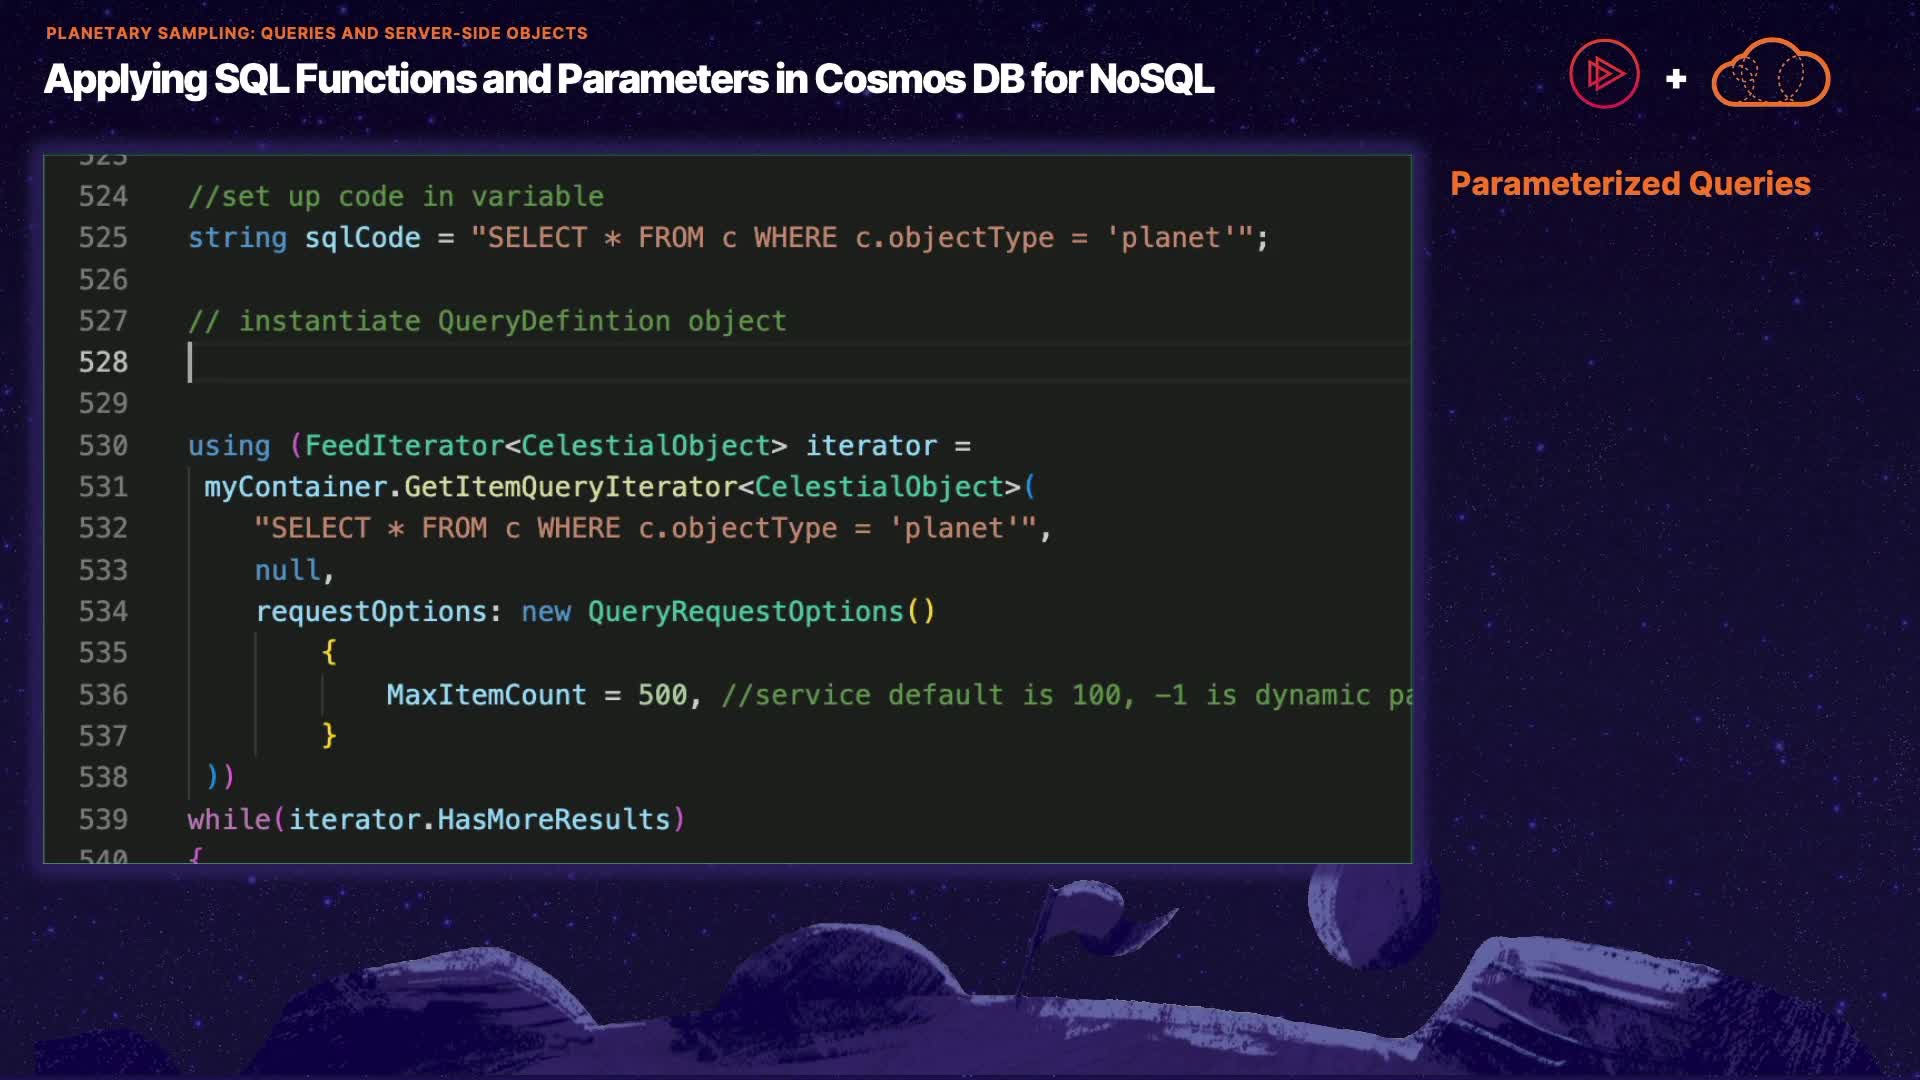 PLANETARY SAMPLING: QUERIES AND SERVER-SIDE OBJECTS
Applying SQL Functions and Parameters in Cosmos DB for NoSQL
+
Parameterized Queries
523
524 //set up code in variable
525 string sqlCode = "SELECT * FROM c WHERE c.objectType = 'planet'";
526
527 // instantiate QueryDefintion object
528
529
530 using (FeedIterator<CelestialObject> iterator =
531 myContainer.GetItemQueryIterator<CelestialObject>(
532 "SELECT * FROM c WHERE c.objectType = 'planet'",
533 null,
534 requestOptions: new QueryRequestOptions()
535 {
536 MaxItemCount = 500, //service default is 100, -1 is dynamic pa
537 }
538 ))
539 while(iterator.HasMoreResults)
540 {